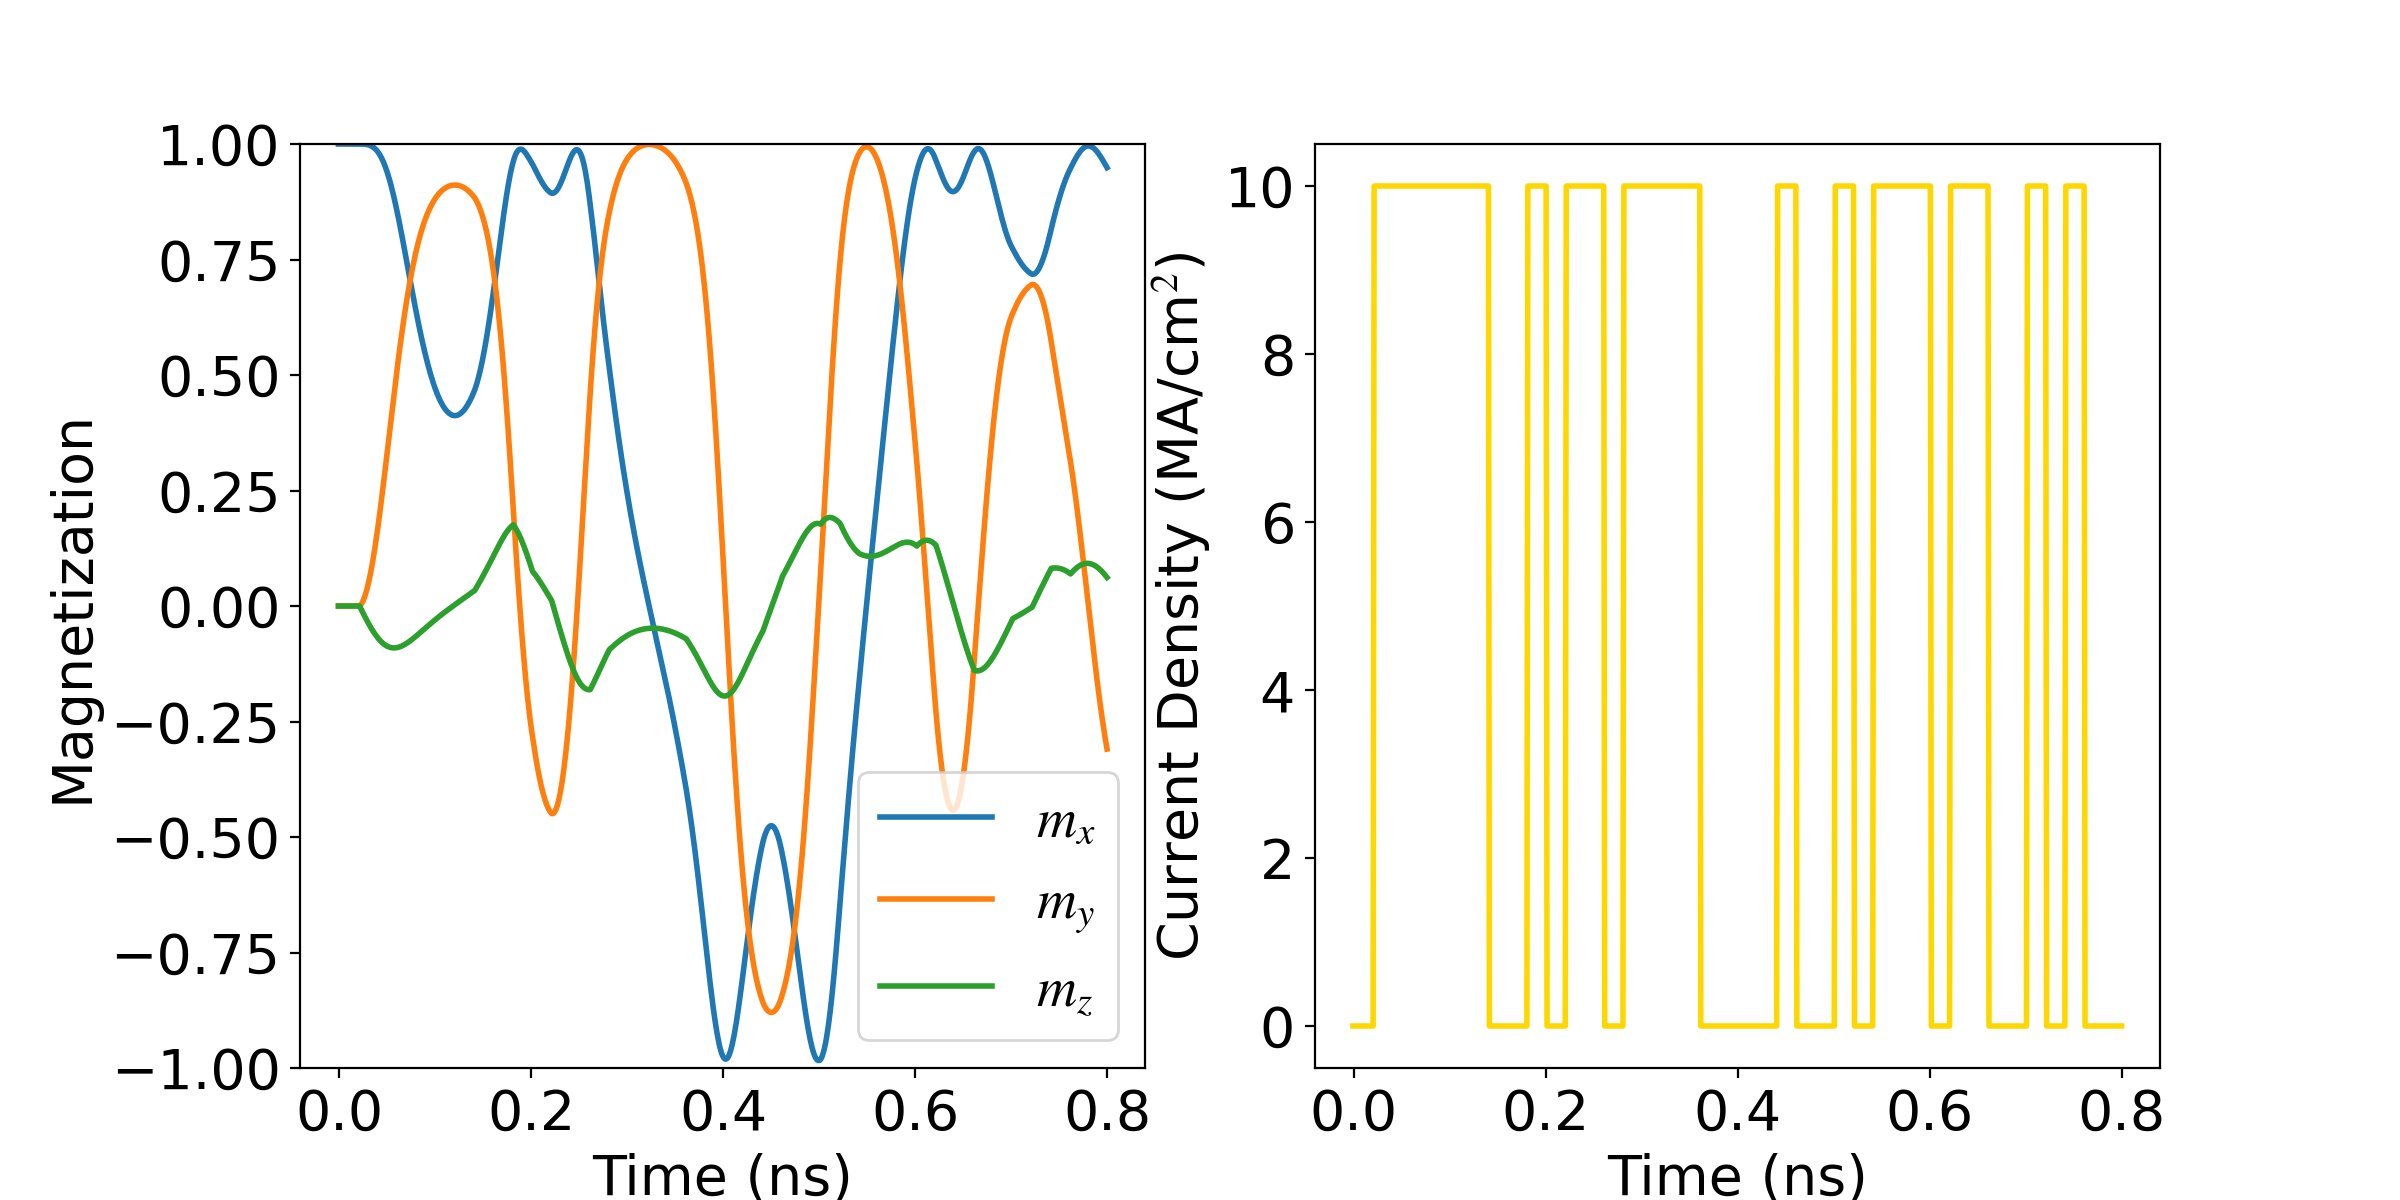 Magnetization
1.00
0.75
0.50
0.25
0.00
−0.25
−0.50
−0.75
−1.00
0.0 0.2 0.4 0.6 0.8
Time (ns)
m_x
m_y
m_z
Current Density (MA/cm²)
10
8
6
4
2
0
0.0 0.2 0.4 0.6 0.8
Time (ns)